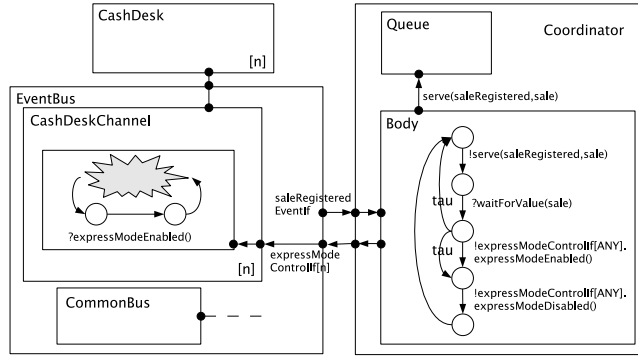 CashDesk
[n]
EventBus
CashDeskChannel
?expressModeEnabled()
[n]
CommonBus
saleRegistered
EventIf
expressMode
ControlIf[n]
Coordinator
Queue
serve(saleRegistered,sale)
Body
!serve(saleRegistered,sale)
tau
?waitForValue(sale)
tau
!expressModeControlIf[ANY].
expressModeEnabled()
!expressModeControlIf[ANY].
expressModeDisabled()